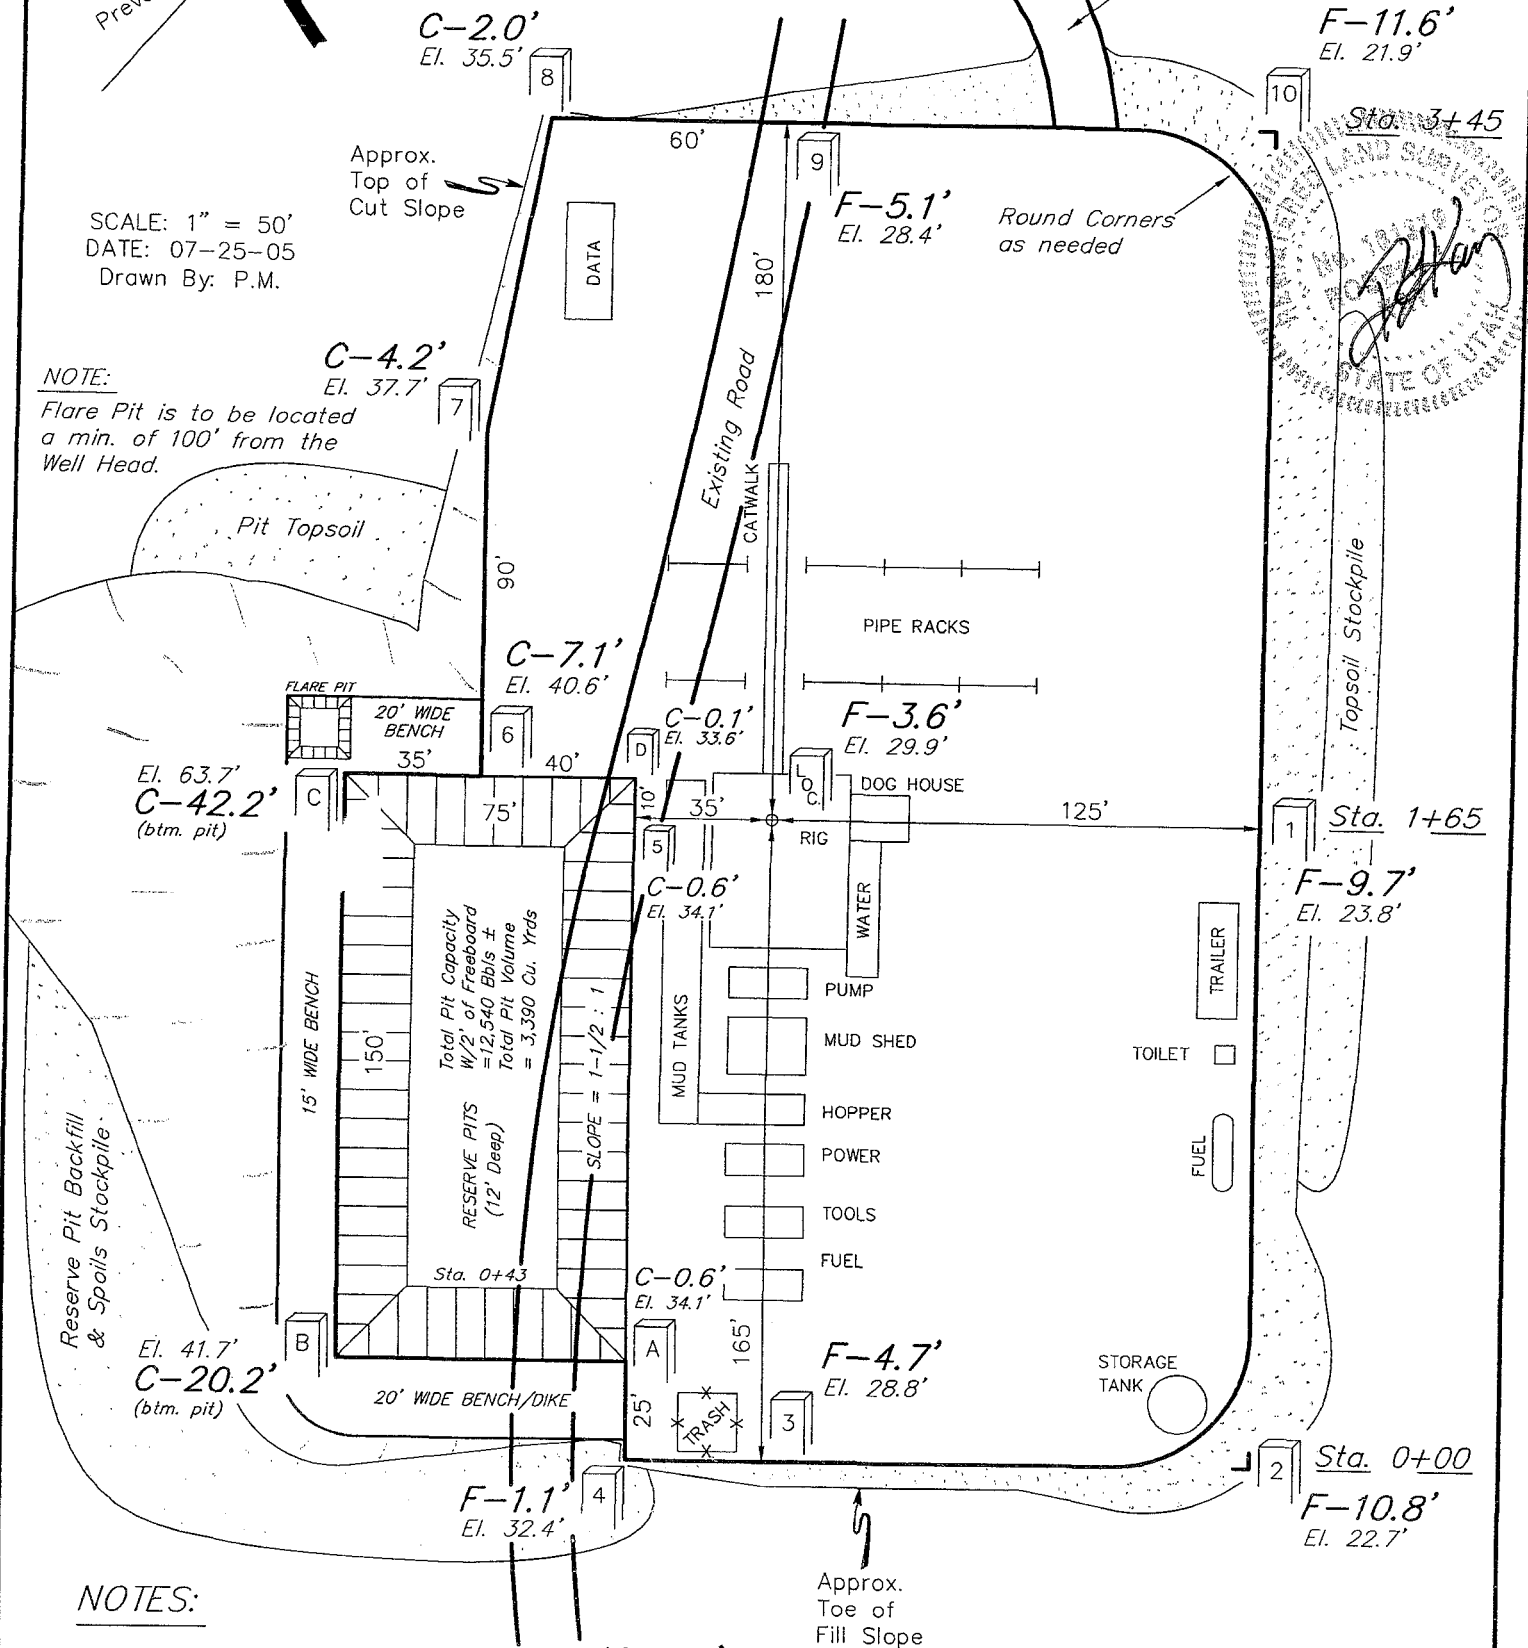 Prev
C-2.0'
El. 35.5'
8
F-11.6'
El. 21.9'
10
Sta. 3+45
60'
9
Approx.
Top of
Cut Slope
F-5.1'
El. 28.4'
Round Corners
as needed
SCALE: 1" = 50'
DATE: 07-25-05
Drawn By: P.M.
DATA
180'
LAND SURVEYOR
STATE OF UTAH
C-4.2'
El. 37.7'
7
NOTE:
Flare Pit is to be located
a min. of 100' from the
Well Head.
Existing Road
CATWALK
Pit Topsoil
90'
PIPE RACKS
Topsoil Stockpile
C-7.1'
El. 40.6'
6
FLARE PIT
20' WIDE
BENCH
35'
40'
D
C-0.1'
El. 33.6'
F-3.6'
El. 29.9'
LOC.
DOG HOUSE
El. 63.7'
C-42.2'
(btm. pit)
C
75'
10'
35'
125'
RIG
1
Sta. 1+65
5
C-0.6'
El. 34.1'
F-9.7'
El. 23.8'
WATER
TRAILER
Total Pit Capacity
W/2' of Freeboard
=12,540 Bbls ±
Total Pit Volume
= 3,390 Cu. Yrds
15' WIDE BENCH
150'
SLOPE = 1-1/2 : 1
MUD TANKS
PUMP
MUD SHED
TOILET
HOPPER
RESERVE PITS
(12' Deep)
POWER
FUEL
TOOLS
Reserve Pit Backfill
& Spoils Stockpile
Sta. 0+43
FUEL
C-0.6'
El. 34.1'
A
B
El. 41.7'
C-20.2'
(btm. pit)
165'
F-4.7'
El. 28.8'
STORAGE
TANK
20' WIDE BENCH/DIKE
25'
TRASH
3
2
Sta. 0+00
F-10.8'
El. 22.7'
F-1.1'
El. 32.4'
4
Approx.
Toe of
Fill Slope
NOTES: